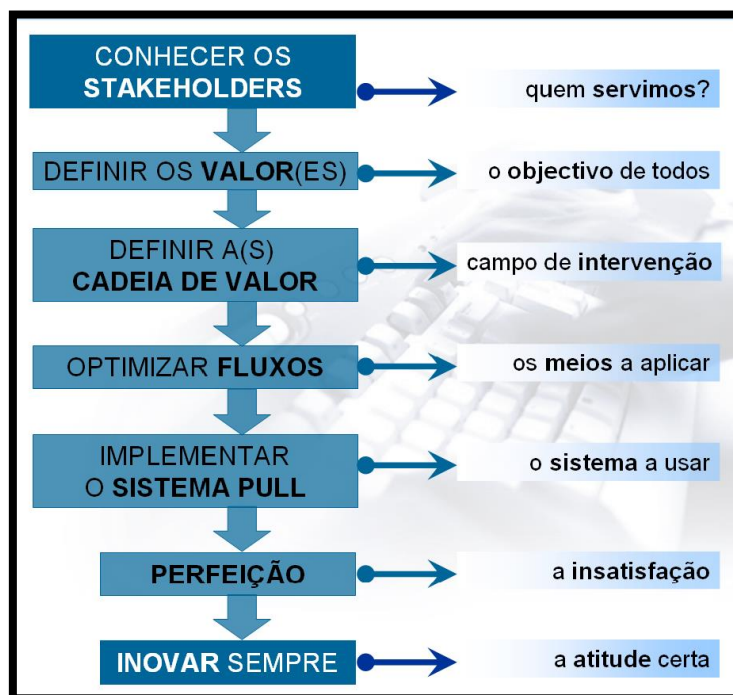 CONHECER OS
STAKEHOLDERS
quem servimos?
DEFINIR OS VALOR(ES)
o objectivo de todos
DEFINIR A(S)
CADEIA DE VALOR
campo de intervenção
OPTIMIZAR FLUXOS
os meios a aplicar
IMPLEMENTAR
O SISTEMA PULL
o sistema a usar
PERFEIÇÃO
a insatisfação
INOVAR SEMPRE
a atitude certa